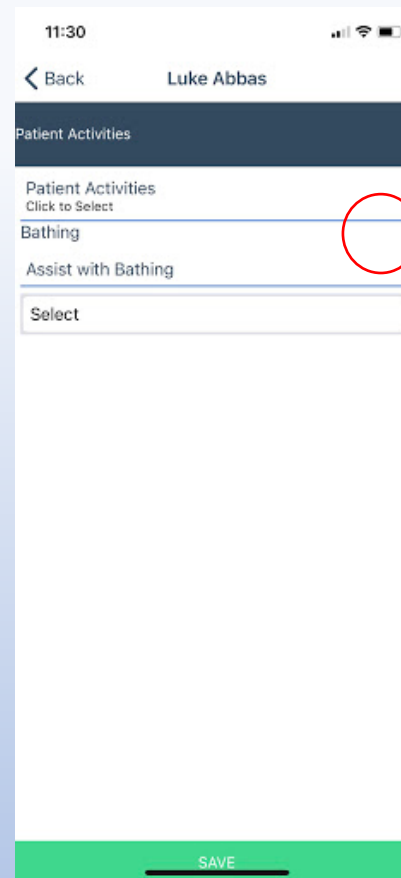 11:30
Back Luke Abbas
Patient Activities
Patient Activities
Click to Select
Bathing
Assist with Bathing
Select
SAVE